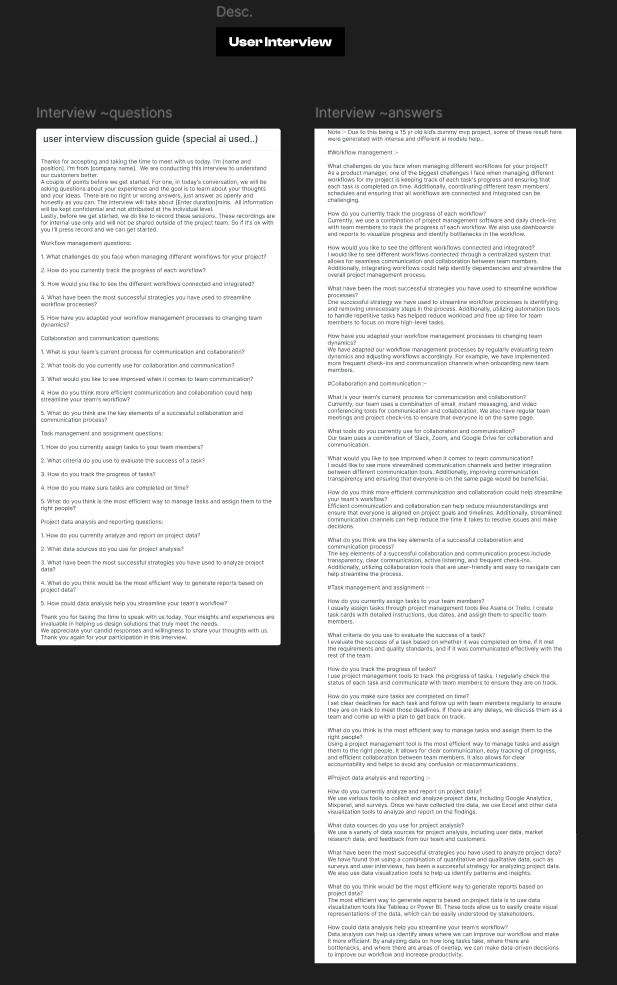 Desc.
User Interview
Interview ~questions
user interview discussion guide (special ai used..)
Thanks for accepting and taking the time to meet with us today. I'm (name and
position). I'm from [company name].  We are conducting this interview to understand
our customers better.
A couple of points before we get started. For one, in today's conversation, we will be
asking questions about your experience and the goal is to learn about your thoughts
and your ideas. There are no right or wrong answers, just answer as openly and
honestly as you can. The interview will take about [Enter duration]mins.  All information
will be kept confidential and not attributed at the individual level.
Lastly, before we get started, we do like to record these sessions. These recordings are
for internal use only and will not be shared outside of the project team. So if it's ok with
you I'll press record and we can get started.
Workflow management questions:
1. What challenges do you face when managing different workflows for your project?
2. How do you currently track the progress of each workflow?
3. How would you like to see the different workflows connected and integrated?
4. What have been the most successful strategies you have used to streamline
workflow processes?
5. How have you adapted your workflow management processes to changing team
dynamics?
Collaboration and communication questions:
1. What is your team's current process for communication and collaboration?
2. What tools do you currently use for communication and collaboration?
3. What would you like to see improved when it comes to team communication?
4. How do you think more efficient communication and collaboration could help
streamline your team's workflow?
5. What do you think are the key elements of a successful collaboration and
communication process?
Task management and assignment questions:
1. How do you currently assign tasks to your team members?
2. What criteria do you use to evaluate the success of a task?
3. How do you track the progress of tasks?
4. How do you make sure tasks are completed on time?
5. What do you think is the most efficient way to manage tasks and assign them to the
right people?
Project data analysis and reporting questions:
1. How do you currently analyze and report on project data?
2. What data sources do you use for project analysis?
3. What have been the most successful strategies you have used to analyze project
data?
4. What do you think would be the most efficient way to generate reports based on
project data?
5. How could data analysis help you streamline your team's workflow?
Thank you for taking the time to speak with us today. Your insights and experiences are
invaluable in helping us design solutions that truly meet the needs.
We appreciate your candid responses and willingness to share your thoughts with us.
Thank you again for your participation in this interview.
Interview ~answers
Note :- Due to this being a 15 yr old kid's dummy mvp project, some of these result here
were generated with intense and different ai models help..
#Workflow management :-
What challenges do you face when managing different workflows for your project?
As a product manager, one of the biggest challenges I face when managing different
workflows for my project is keeping track of each task's progress and ensuring that
each task is completed on time. Additionally, coordinating different team members'
schedules and ensuring that all workflows are connected and integrated can be
challenging.
How do you currently track the progress of each workflow?
Currently, we use a combination of project management software and daily check-ins
with team members to track the progress of each workflow. We also use dashboards
and reports to visualize progress and identify bottlenecks in the workflow.
How would you like to see the different workflows connected and integrated?
I would like to see different workflows connected through a centralized system that
allows for seamless communication and collaboration between team members.
Additionally, integrating workflows could help identify dependencies and streamline the
overall project management process.
What have been the most successful strategies you have used to streamline workflow
processes?
One successful strategy we have used to streamline workflow processes is identifying
and removing unnecessary steps in the process. Additionally, utilizing automation tools
to handle repetitive tasks has helped reduce workload and free up time for team
members to focus on more high-level tasks.
How have you adapted your workflow management processes to changing team
dynamics?
We have adapted our workflow management processes by regularly evaluating team
dynamics and adjusting workflows accordingly. For example, we have implemented
more frequent check-ins and communication channels when onboarding new team
members.
#Collaboration and communication :-
What is your team's current process for communication and collaboration?
Currently, our team uses a combination of email, instant messaging, and video
conferencing tools for communication and collaboration. We also have regular team
meetings and project check-ins to ensure that everyone is on the same page.
What tools do you currently use for communication and collaboration?
Our team uses a combination of Slack, Zoom, and Google Drive for collaboration and
communication.
What would you like to see improved when it comes to team communication?
I would like to see more streamlined communication channels and better integration
between different communication tools. Additionally, improving communication
transparency and ensuring that everyone is on the same page would be beneficial.
How do you think more efficient communication and collaboration could help streamline
your team's workflow?
Efficient communication and collaboration can help reduce misunderstandings and
ensure that everyone is aligned on project goals and timelines. Additionally, streamlined
communication channels can help reduce the time it takes to resolve issues and make
decisions.
What do you think are the key elements of a successful collaboration and
communication process?
The key elements of a successful collaboration and communication process include
transparency, clear communication, active listening, and frequent check-ins.
Additionally, utilizing collaboration tools that are user-friendly and easy to navigate can
help streamline the process.
#Task management and assignment :-
How do you currently assign tasks to your team members?
I usually assign tasks through project management tools like Asana or Trello. I create
task cards with detailed instructions, due dates, and assign them to specific team
members.
What criteria do you use to evaluate the success of a task?
I evaluate the success of a task based on whether it was completed on time, if it met
the requirements and quality standards, and if it was communicated effectively with the
rest of the team.
How do you track the progress of tasks?
I use project management tools to track the progress of tasks. I regularly check the
status of each task and communicate with team members to ensure they are on track.
How do you make sure tasks are completed on time?
I set clear deadlines for each task and follow up with team members regularly to ensure
they are on track to meet those deadlines. If there are any delays, we discuss them as a
team and come up with a plan to get back on track.
What do you think is the most efficient way to manage tasks and assign them to the
right people?
Using a project management tool is the most efficient way to manage tasks and assign
them to the right people. It allows for clear communication, easy tracking of progress,
and efficient collaboration between team members. It also allows for clear
accountability and helps to avoid any confusion or miscommunications.
#Project data analysis and reporting :-
How do you currently analyze and report on project data?
We use various tools to collect and analyze project data, including Google Analytics,
Mixpanel, and surveys. Once we have collected the data, we use Excel and other data
visualization tools to analyze and report on the findings.
What data sources do you use for project analysis?
We use a variety of data sources for project analysis, including user data, market
research data, and feedback from our team and customers.
What have been the most successful strategies you have used to analyze project data?
We have found that using a combination of quantitative and qualitative data, such as
surveys and user interviews, has been a successful strategy for analyzing project data.
We also use data visualization tools to help us identify patterns and insights.
What do you think would be the most efficient way to generate reports based on
project data?
The most efficient way to generate reports based on project data is to use data
visualization tools like Tableau or Power BI. These tools allow us to easily create visual
representations of the data, which can be easily understood by stakeholders.
How could data analysis help you streamline your team's workflow?
Data analysis can help us identify areas where we can improve our workflow and make
it more efficient. By analyzing data on how long tasks take, where there are
bottlenecks, and where there are areas of overlap, we can make data-driven decisions
to improve our workflow and increase productivity.